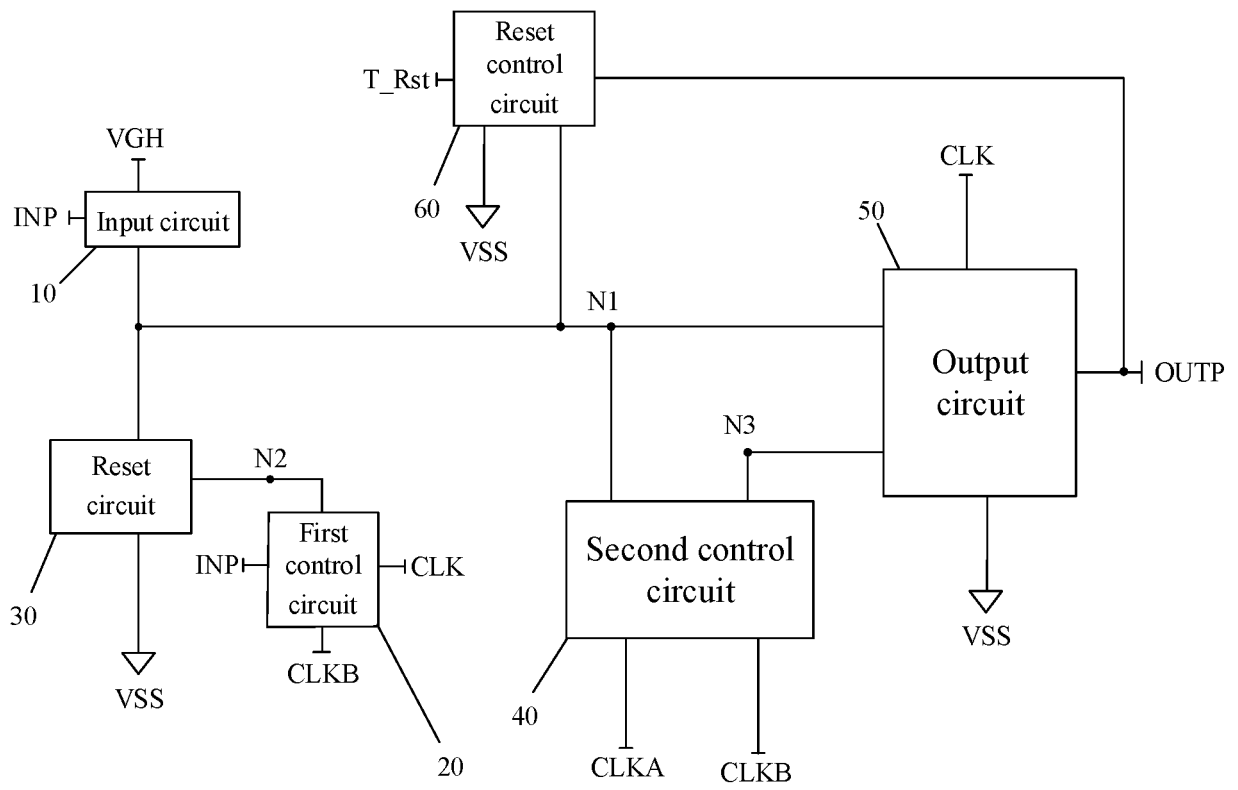 Reset
control
circuit
T_Rst
60
VSS
VGH
INP
Input circuit
10
CLK
50
N1
Output
circuit
OUTP
VSS
N3
Reset
circuit
30
VSS
N2
First
control
circuit
INP
CLK
CLKB
20
Second control
circuit
40
CLKA
CLKB